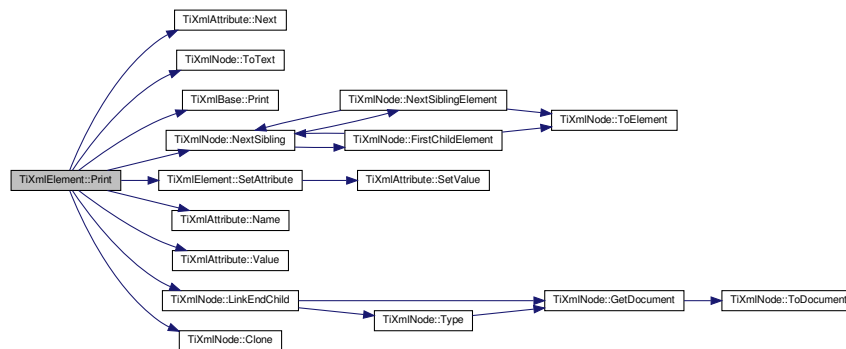 TiXmlAttribute::Next
TiXmlNode::ToText
TiXmlBase::Print
TiXmlNode::NextSiblingElement
TiXmlNode::ToElement
TiXmlNode::NextSibling
TiXmlNode::FirstChildElement
TiXmlElement::Print
TiXmlElement::SetAttribute
TiXmlAttribute::SetValue
TiXmlAttribute::Name
TiXmlAttribute::Value
TiXmlNode::LinkEndChild
TiXmlNode::GetDocument
TiXmlNode::ToDocument
TiXmlNode::Type
TiXmlNode::Clone